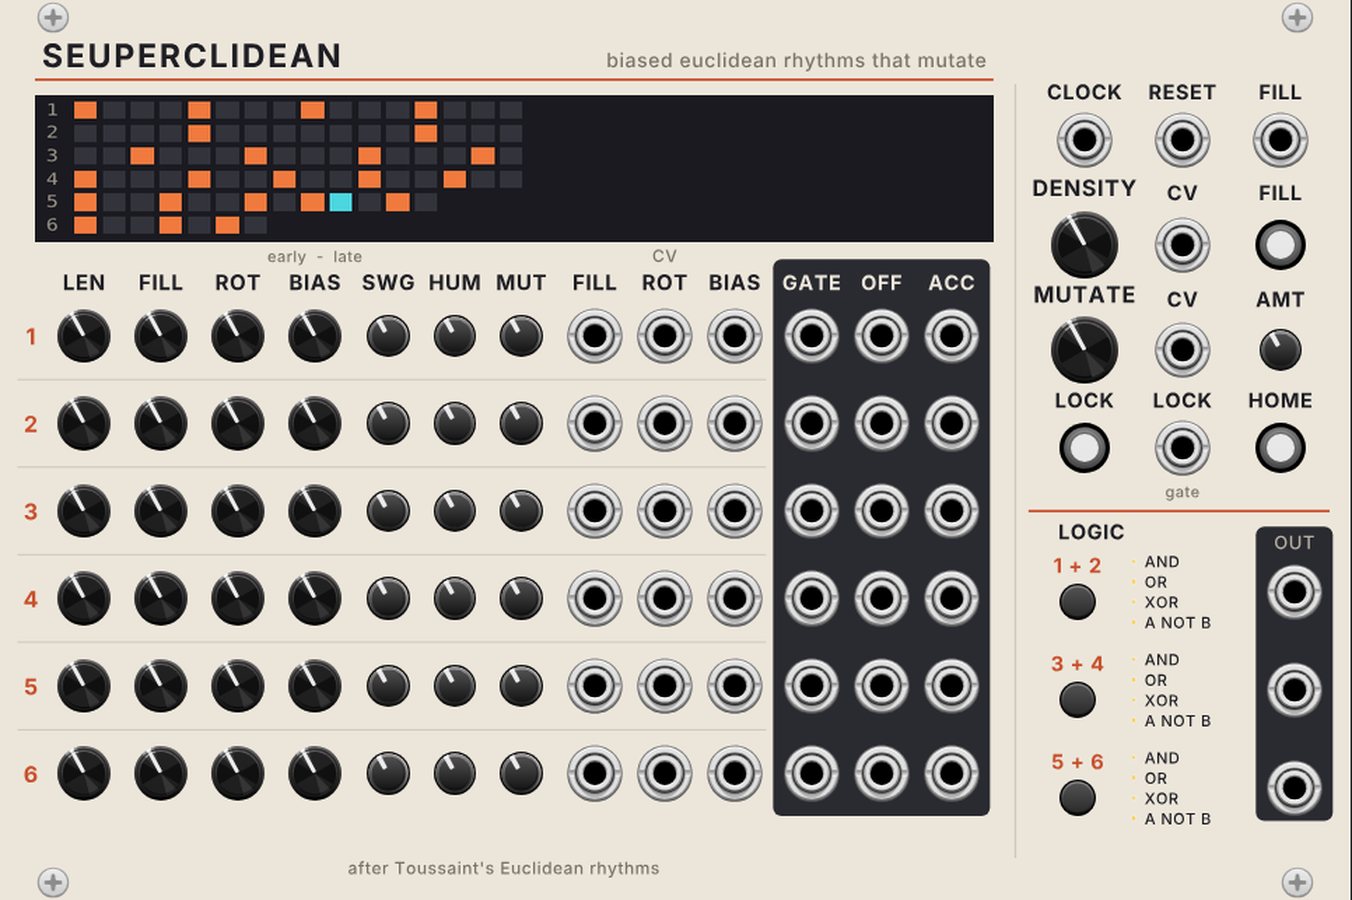 SEUPERCLIDEAN
biased euclidean rhythms that mutate
1
2
3
4
5
6
early - late
CV
LEN FILL ROT BIAS SWG HUM MUT FILL ROT BIAS GATE OFF ACC
1
2
3
4
5
6
after Toussaint's Euclidean rhythms
CLOCK RESET FILL
DENSITY CV FILL
MUTATE CV AMT
LOCK LOCK HOME
gate
LOGIC
OUT
1 + 2
AND
OR
XOR
A NOT B
3 + 4
AND
OR
XOR
A NOT B
5 + 6
AND
OR
XOR
A NOT B